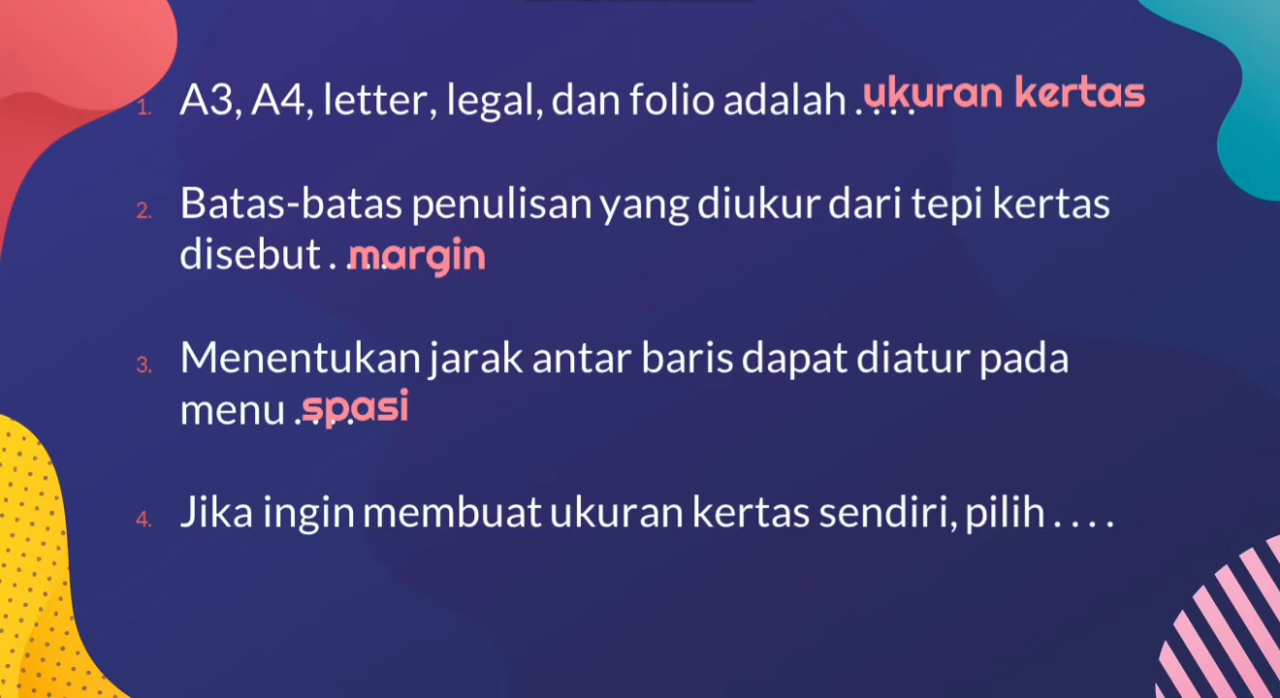 1. A3, A4, letter, legal, dan folio adalah .... ukuran kertas
2. Batas-batas penulisan yang diukur dari tepi kertas
disebut .... margin
3. Menentukan jarak antar baris dapat diatur pada
menu .... spasi
4. Jika ingin membuat ukuran kertas sendiri, pilih ....